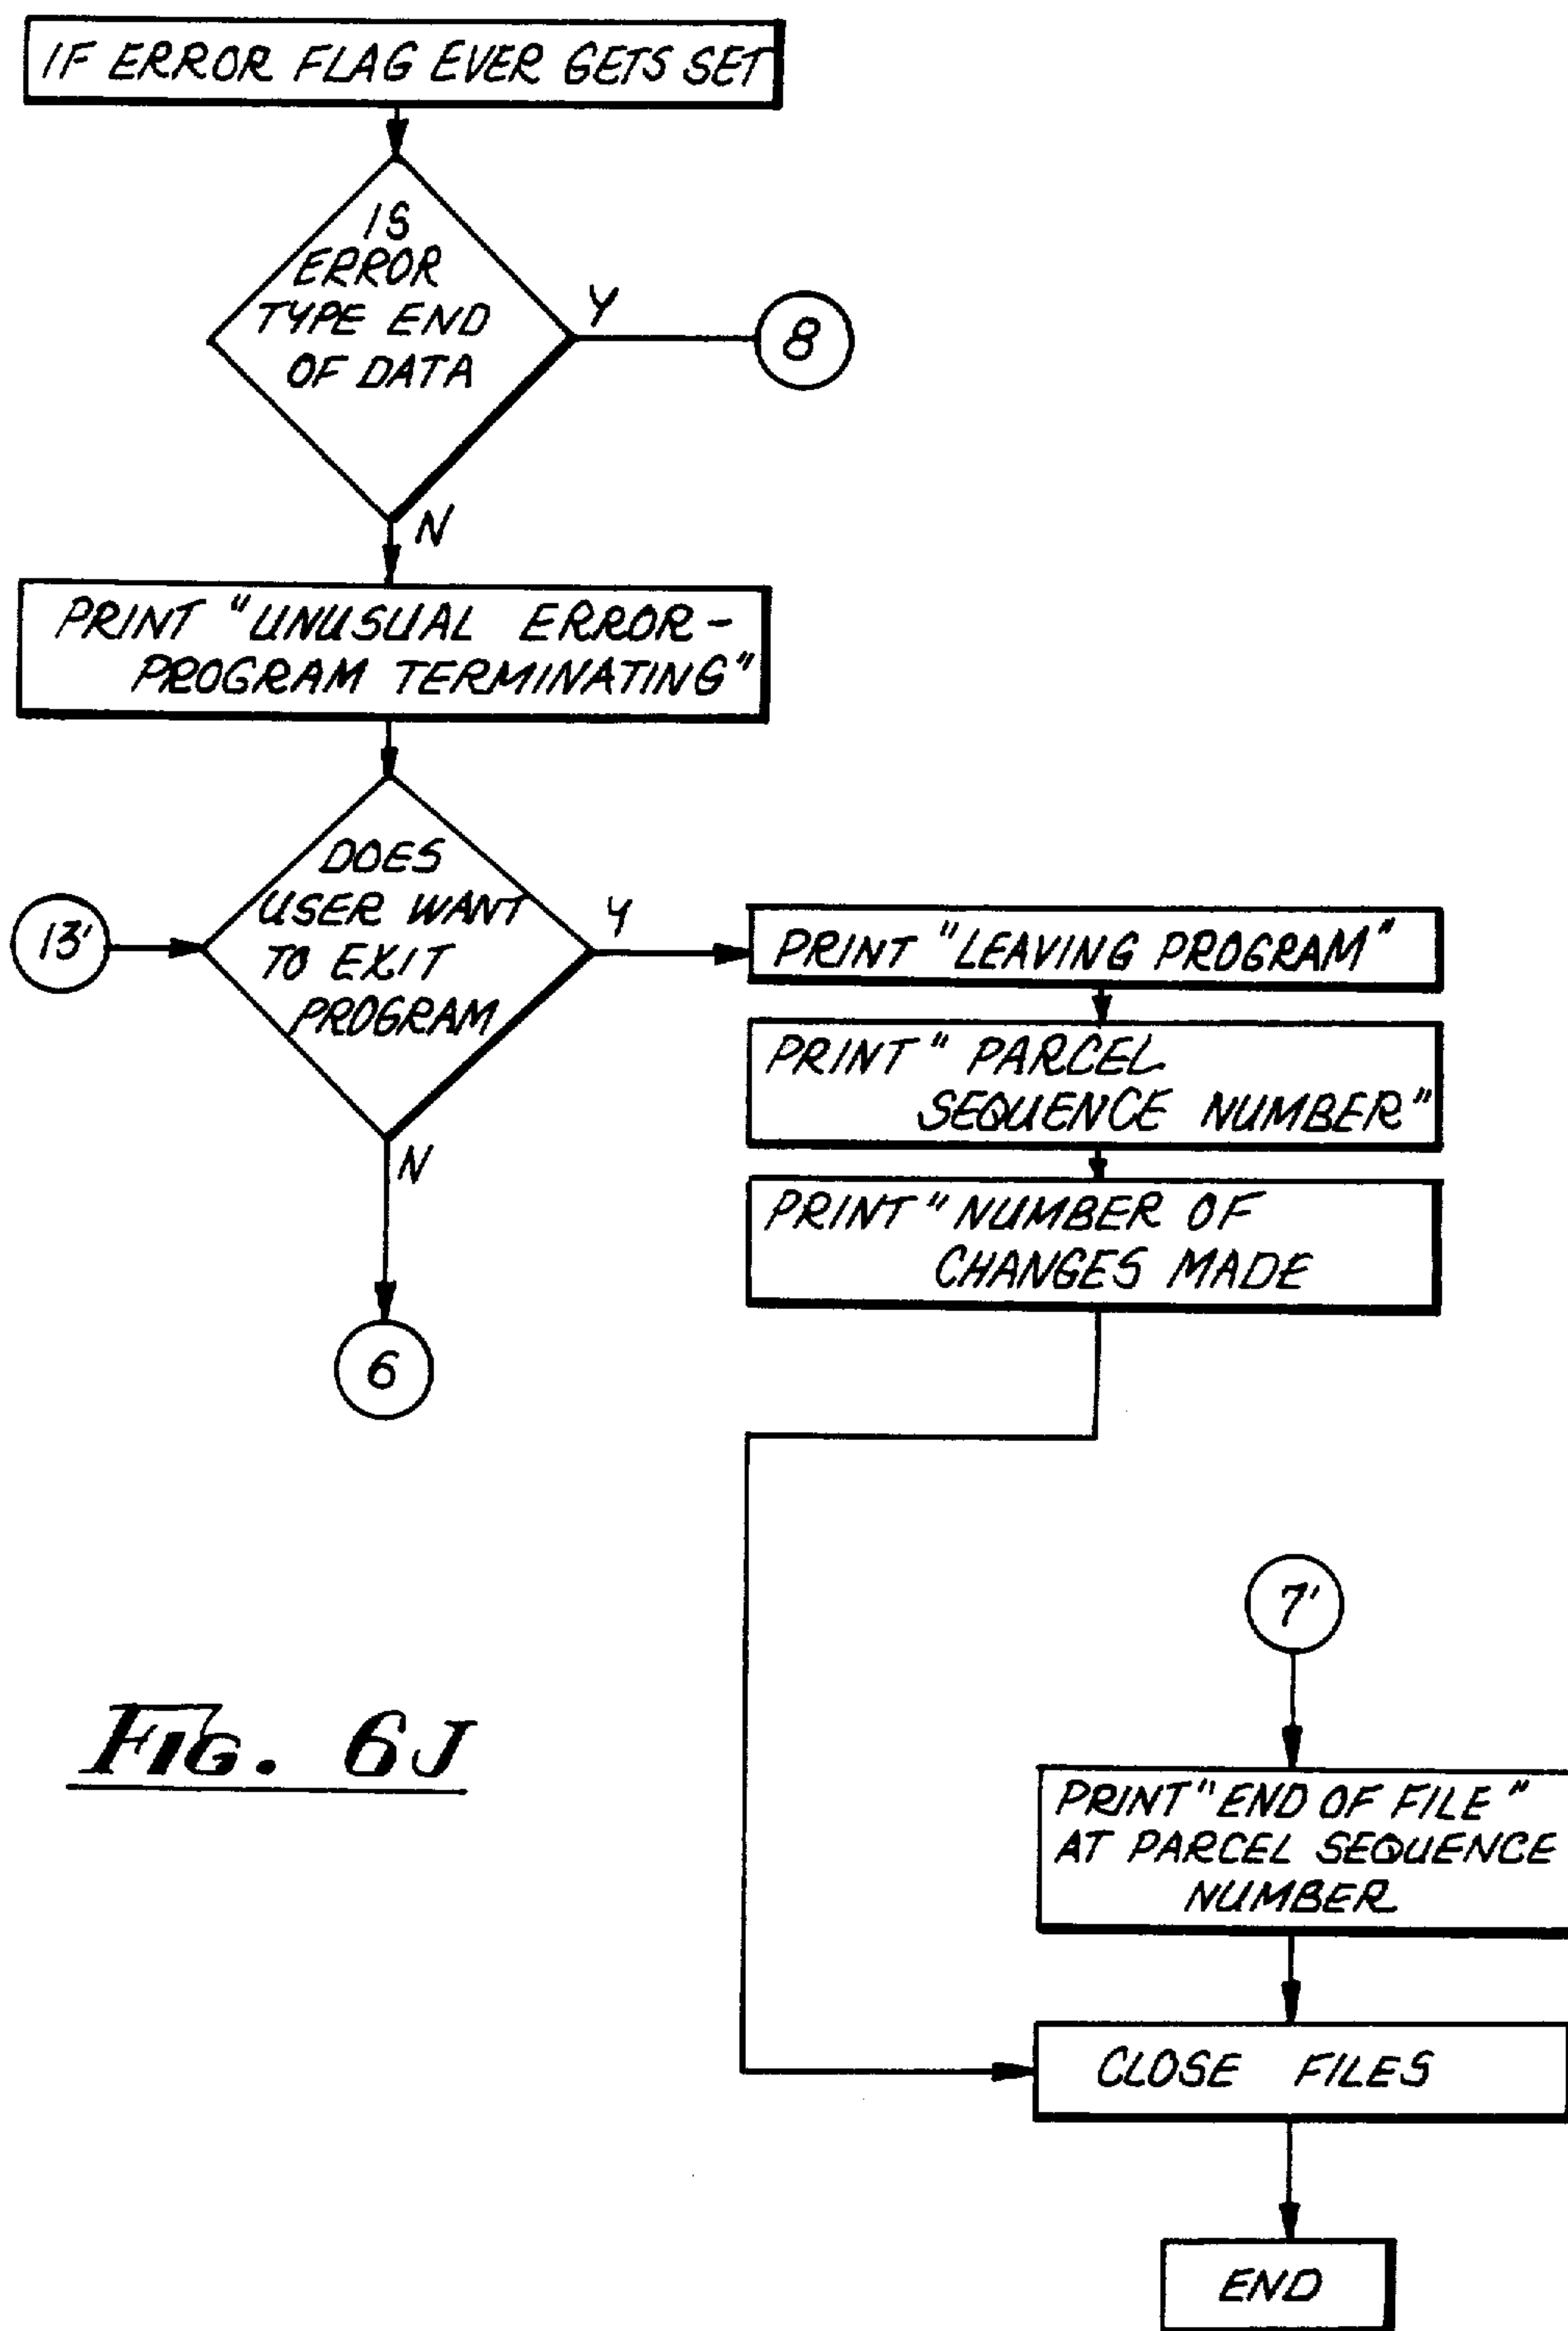 IF ERROR FLAG EVER GETS SET
IS
ERROR
TYPE END
OF DATA
Y
8
N
PRINT "UNUSUAL ERROR-
PROGRAM TERMINATING"
DOES
USER WANT
TO EXIT
PROGRAM
13'
Y
PRINT "LEAVING PROGRAM"
PRINT " PARCEL
SEQUENCE NUMBER"
PRINT "NUMBER OF
CHANGES MADE
N
6
7'
PRINT "END OF FILE"
AT PARCEL SEQUENCE
NUMBER
CLOSE FILES
END
FIG. 6J